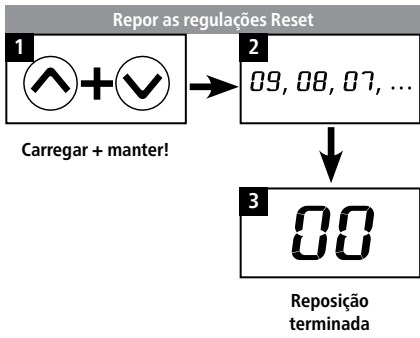 Repor as regulações Reset
1
+
2
09, 08, 07, ...
Carregar + manter!
3
00
Reposição
terminada